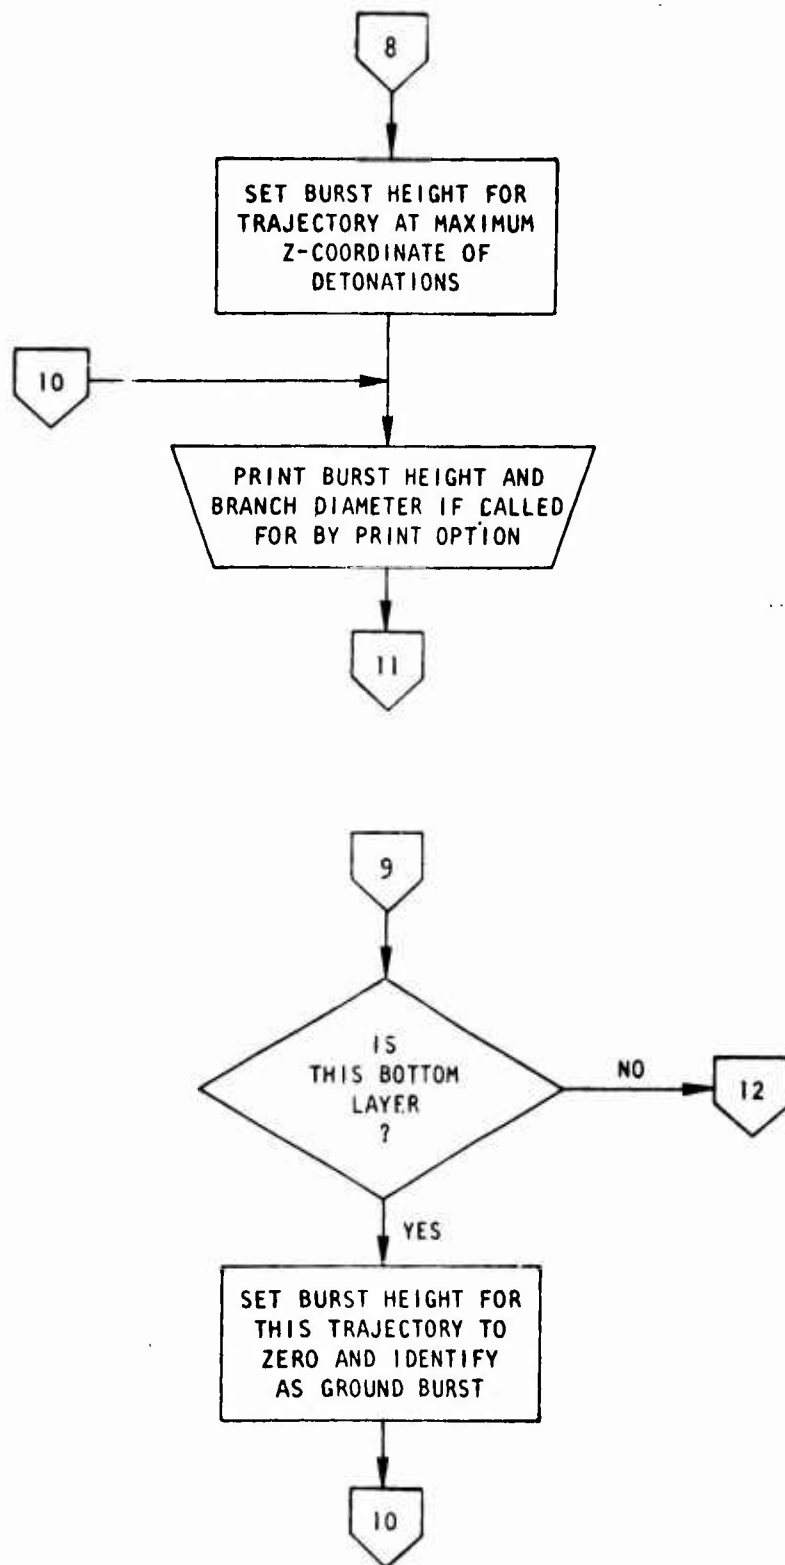 8
SET BURST HEIGHT FOR
TRAJECTORY AT MAXIMUM
Z-COORDINATE OF
DETONATIONS
10
PRINT BURST HEIGHT AND
BRANCH DIAMETER IF CALLED
FOR BY PRINT OPTION
11
9
IS
THIS BOTTOM
LAYER
?
NO
12
YES
SET BURST HEIGHT FOR
THIS TRAJECTORY TO
ZERO AND IDENTIFY
AS GROUND BURST
10